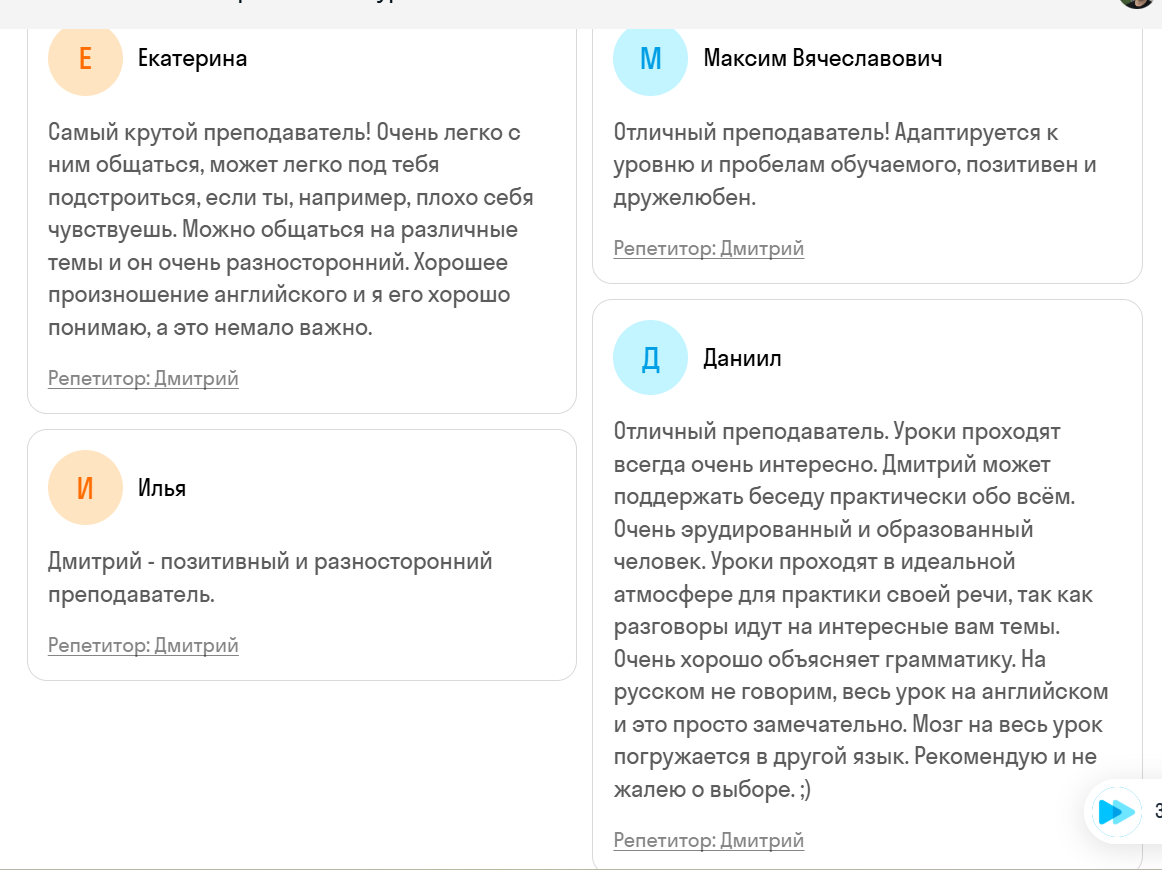 Е
Екатерина
Самый крутой преподаватель! Очень легко с
ним общаться, может легко под тебя
подстроиться, если ты, например, плохо себя
чувствуешь. Можно общаться на различные
темы и он очень разносторонний. Хорошее
произношение английского и я его хорошо
понимаю, а это немало важно.
Репетитор: Дмитрий
И
Илья
Дмитрий - позитивный и разносторонний
преподаватель.
Репетитор: Дмитрий
М
Максим Вячеславович
Отличный преподаватель! Адаптируется к
уровню и пробелам обучаемого, позитивен и
дружелюбен.
Репетитор: Дмитрий
Д
Даниил
Отличный преподаватель. Уроки проходят
всегда очень интересно. Дмитрий может
поддержать беседу практически обо всём.
Очень эрудированный и образованный
человек. Уроки проходят в идеальной
атмосфере для практики своей речи, так как
разговоры идут на интересные вам темы.
Очень хорошо объясняет грамматику. На
русском не говорим, весь урок на английском
и это просто замечательно. Мозг на весь урок
погружается в другой язык. Рекомендую и не
жалею о выборе. ;)
Репетитор: Дмитрий